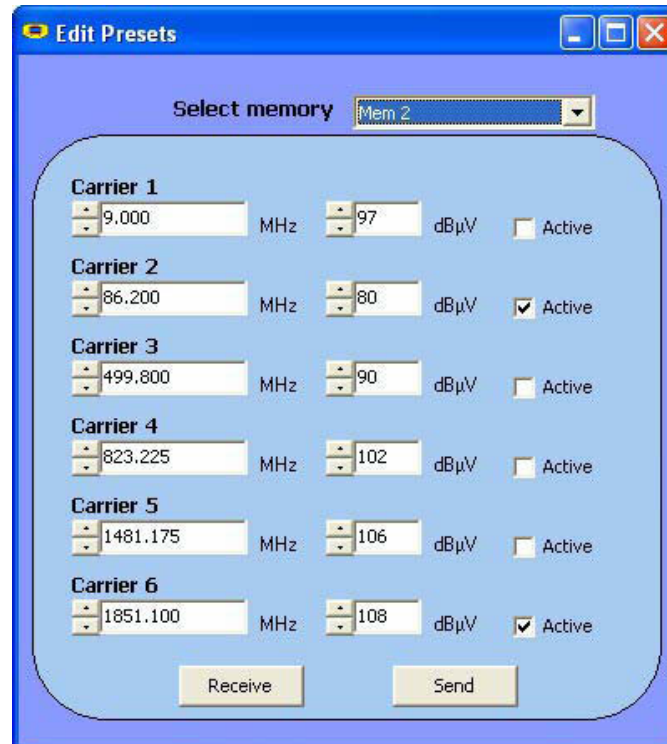 Edit Presets
Select memory Mem 2
Carrier 1
9.000 MHz 97 dBµV Active
Carrier 2
86.200 MHz 80 dBµV Active
Carrier 3
499.800 MHz 90 dBµV Active
Carrier 4
823.225 MHz 102 dBµV Active
Carrier 5
1481.175 MHz 106 dBµV Active
Carrier 6
1851.100 MHz 108 dBµV Active
Receive Send